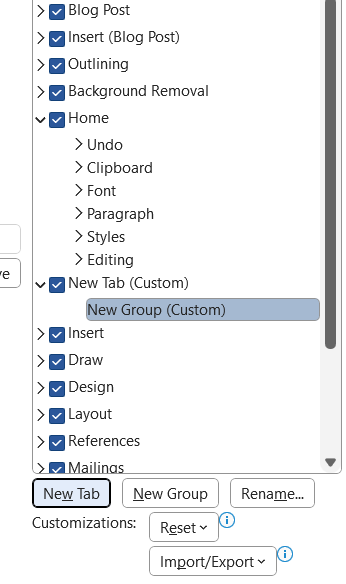 Blog Post
Insert (Blog Post)
Outlining
Background Removal
Home
Undo
Clipboard
Font
Paragraph
Styles
Editing
New Tab (Custom)
New Group (Custom)
Insert
Draw
Design
Layout
References
Mailings
New Tab
New Group
Rename...
Customizations:
Reset
Import/Export